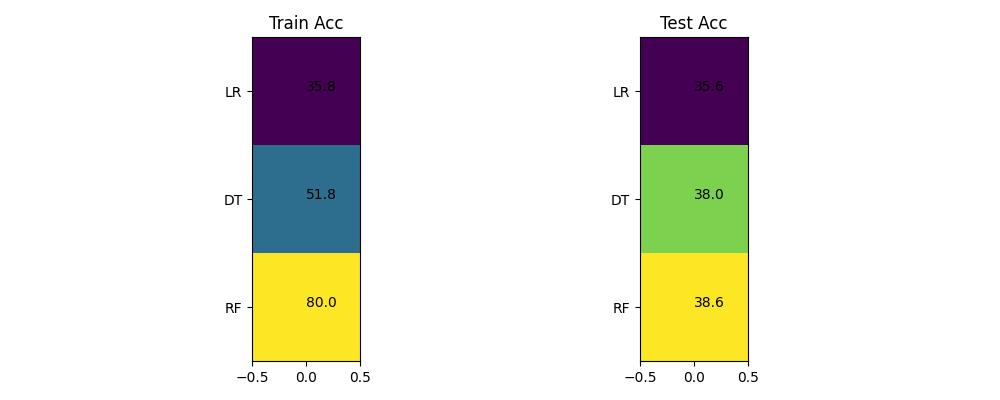 Train Acc
LR
35.8
DT
51.8
RF
80.0
−0.5 0.0 0.5
Test Acc
LR
35.6
DT
38.0
RF
38.6
−0.5 0.0 0.5